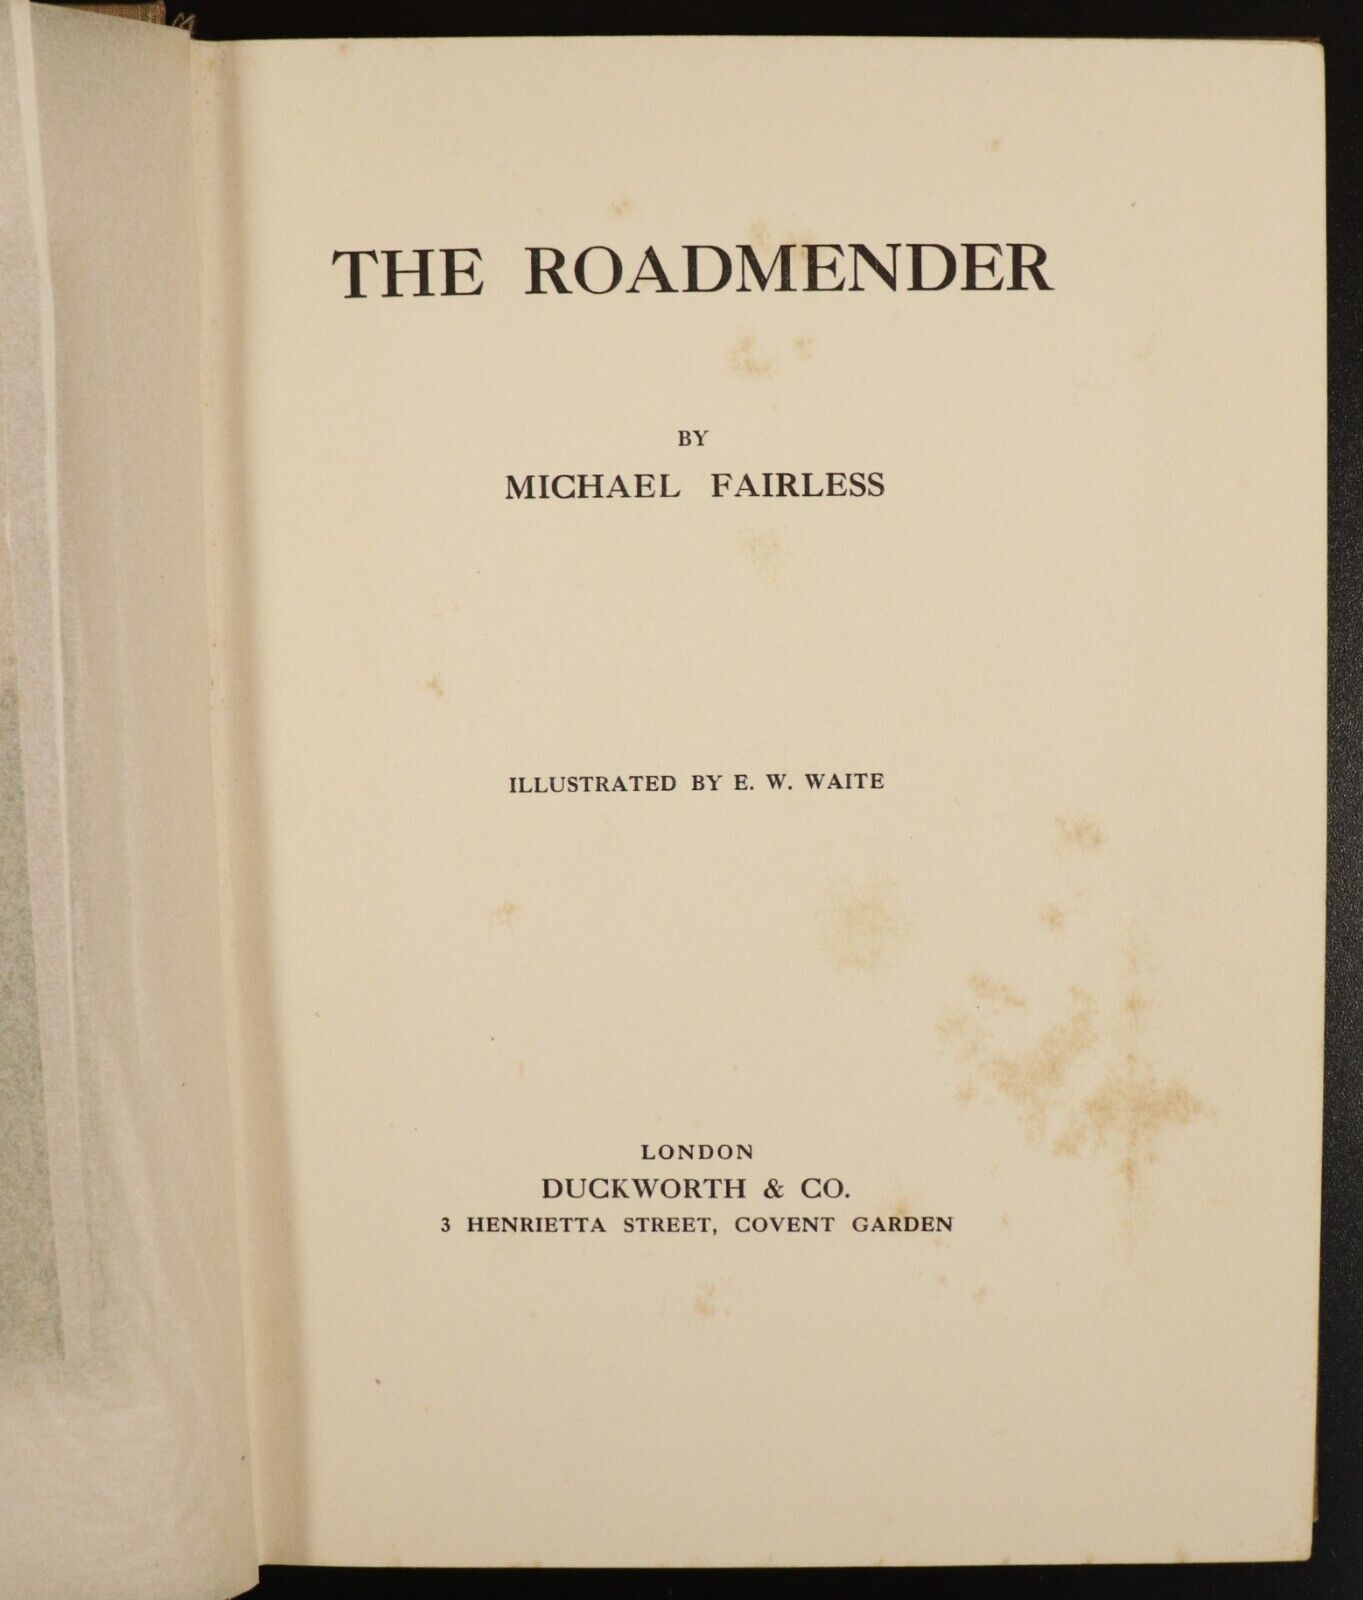 THE ROADMENDER
BY
MICHAEL FAIRLESS
ILLUSTRATED BY E. W. WAITE
LONDON
DUCKWORTH & CO.
3 HENRIETTA STREET, COVENT GARDEN